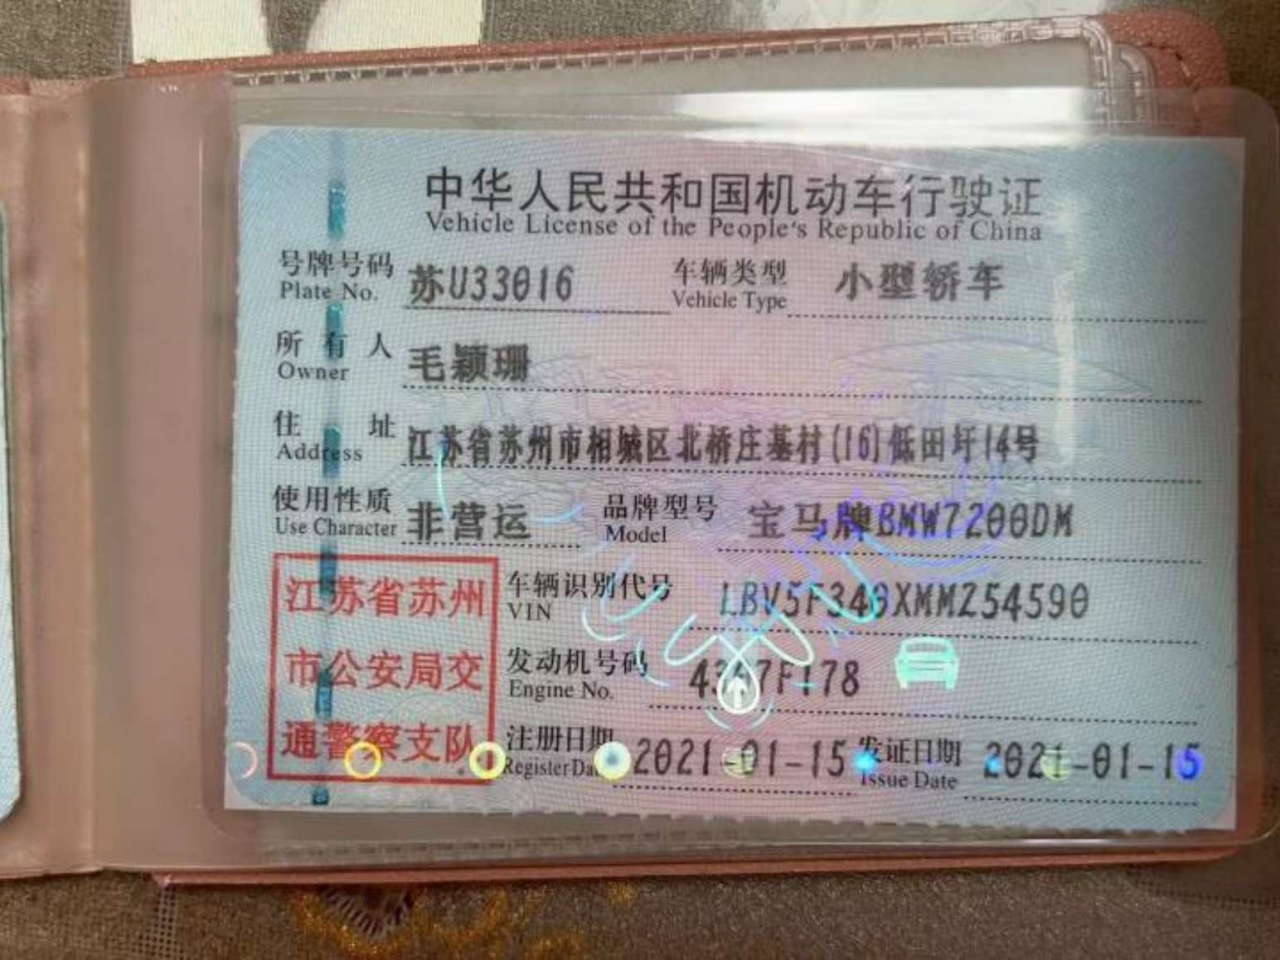 中华人民共和国机动车行驶证
Vehicle License of the People's Republic of China
号牌号码 苏U33016 车辆类型 小型轿车
Plate No. Vehicle Type
所有人 毛颖珊
Owner
住址 江苏省苏州市相城区北桥庄基村(16)低田圩14号
Address
使用性质 非营运 品牌型号 宝马牌BMW7200DM
Use Character Model
江苏省苏州
市公安局交
通警察支队
车辆识别代号 LBV5F340XMMZ54590
VIN
发动机号码
Engine No.
注册日期 2021-01-15 发证日期 2021-01-15
Register Issue Date